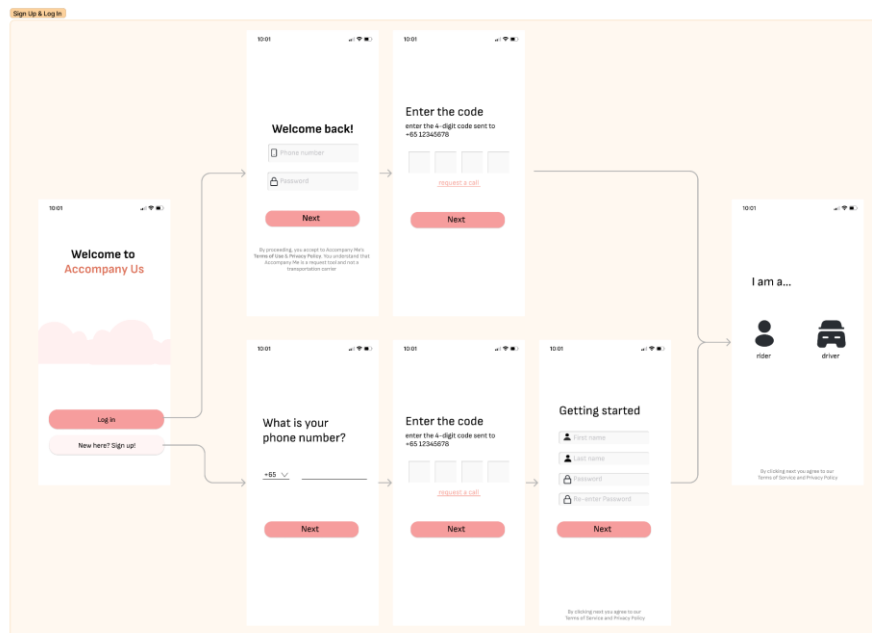 Sign Up & Log In
10:01
Welcome to
Accompany Us
Log in
New here? Sign up!
10:01
Welcome back!
Phone number
Password
Next
By proceeding, you accept to Accompany Me's
Terms of Use & Privacy Policy. You understand that
Accompany Me is a request tool and not a
transportation carrier
10:01
Enter the code
enter the 4-digit code sent to
+65 12345678
request a call
Next
10:01
What is your
phone number?
+65
Next
10:01
Enter the code
enter the 4-digit code sent to
+65 12345678
request a call
Next
10:01
Getting started
First name
Last name
Password
Re-enter Password
Next
By clicking next you agree to our
Terms of Service and Privacy Policy
10:01
I am a...
rider
driver
By clicking next you agree to our
Terms of Service and Privacy Policy